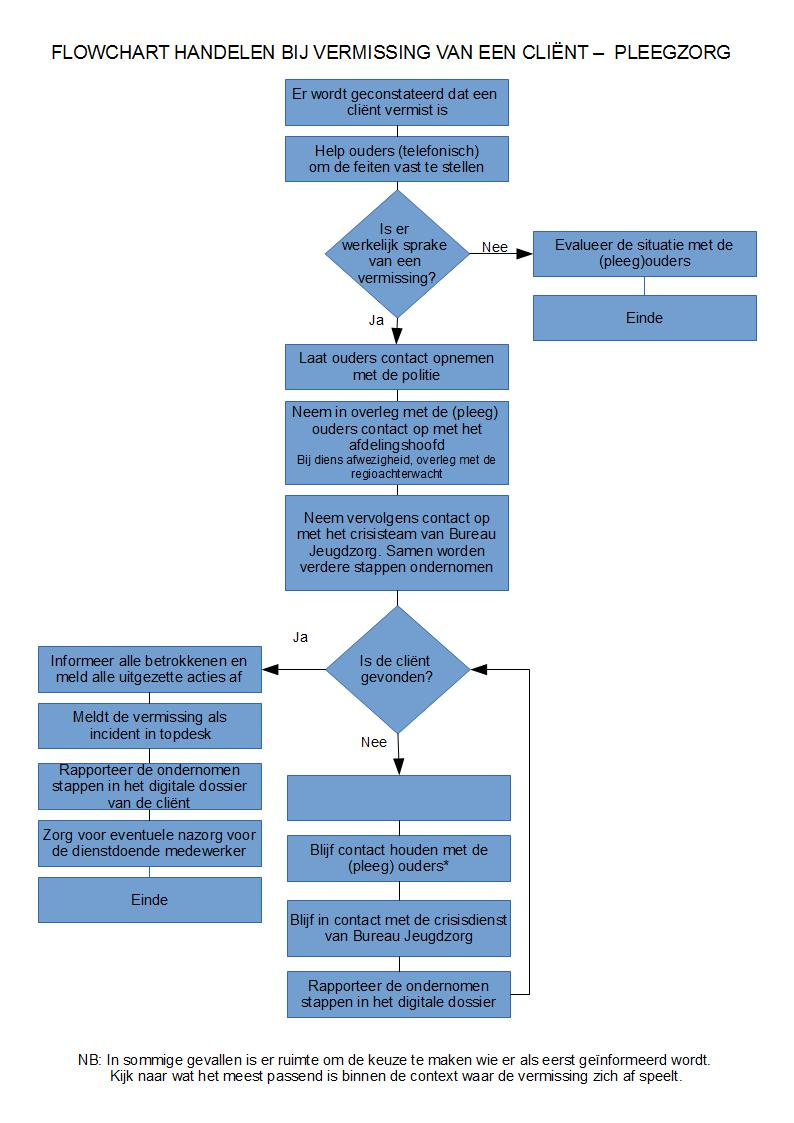 FLOWCHART HANDELEN BIJ VERMISSING VAN EEN CLIËNT – PLEEGZORG
Er wordt geconstateerd dat een
cliënt vermist is
Help ouders (telefonisch)
om de feiten vast te stellen
Is er
werkelijk sprake
van een
vermissing?
Nee
Evalueer de situatie met de
(pleeg)ouders
Einde
Ja
Laat ouders contact opnemen
met de politie
Neem in overleg met de (pleeg)
ouders contact op met het
afdelingshoofd
Bij diens afwezigheid, overleg met de
regioachterwacht
Neem vervolgens contact op
met het crisisteam van Bureau
Jeugdzorg. Samen worden
verdere stappen ondernomen
Is de cliënt
gevonden?
Ja
Informeer alle betrokkenen en
meld alle uitgezette acties af
Meldt de vermissing als
incident in topdesk
Rapporteer de ondernomen
stappen in het digitale dossier
van de cliënt
Zorg voor eventuele nazorg voor
de dienstdoende medewerker
Einde
Nee
Blijf contact houden met de
(pleeg) ouders*
Blijf in contact met de crisisdienst
van Bureau Jeugdzorg
Rapporteer de ondernomen
stappen in het digitale dossier
NB: In sommige gevallen is er ruimte om de keuze te maken wie er als eerst geïnformeerd wordt.
Kijk naar wat het meest passend is binnen de context waar de vermissing zich af speelt.